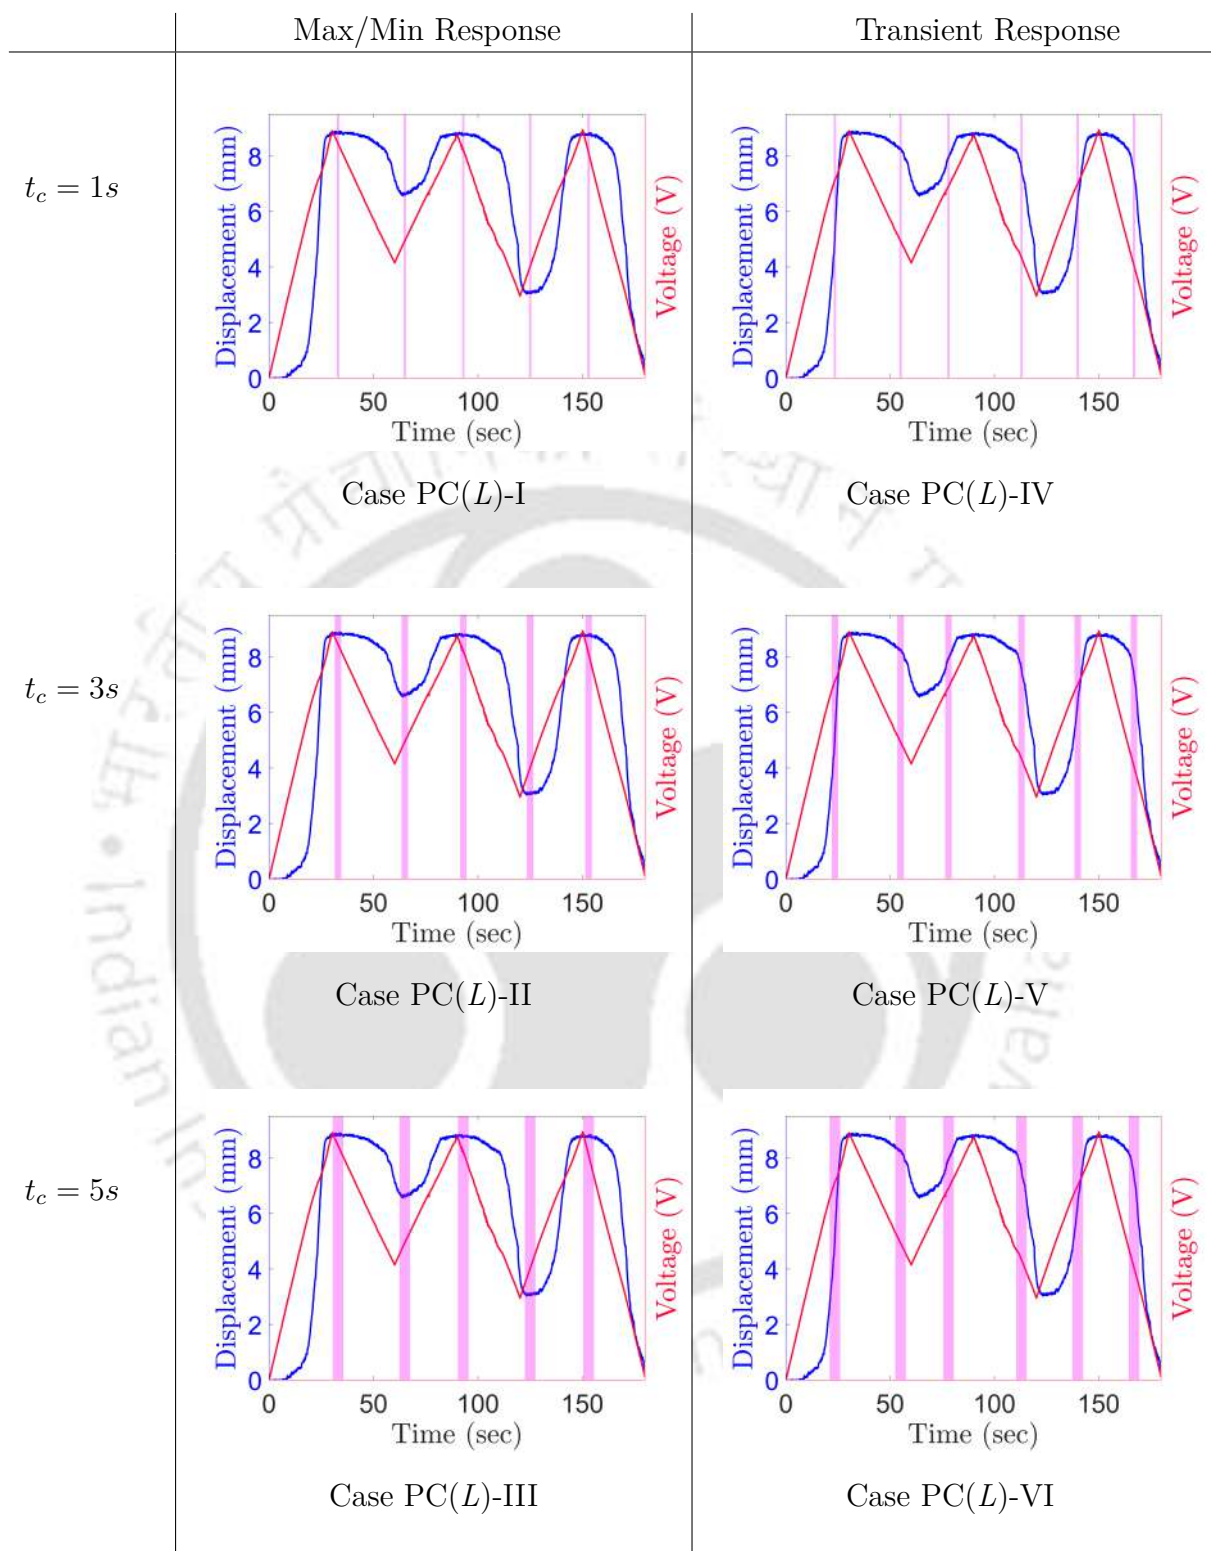 Max/Min Response
Transient Response
t_c = 1s
Displacement (mm)
8
6
4
2
0
0 50 100 150
Time (sec)
Voltage (V)
Case PC(L)-I
Displacement (mm)
8
6
4
2
0
0 50 100 150
Time (sec)
Voltage (V)
Case PC(L)-IV
t_c = 3s
Displacement (mm)
8
6
4
2
0
0 50 100 150
Time (sec)
Voltage (V)
Case PC(L)-II
Displacement (mm)
8
6
4
2
0
0 50 100 150
Time (sec)
Voltage (V)
Case PC(L)-V
t_c = 5s
Displacement (mm)
8
6
4
2
0
0 50 100 150
Time (sec)
Voltage (V)
Case PC(L)-III
Displacement (mm)
8
6
4
2
0
0 50 100 150
Time (sec)
Voltage (V)
Case PC(L)-VI
Indian